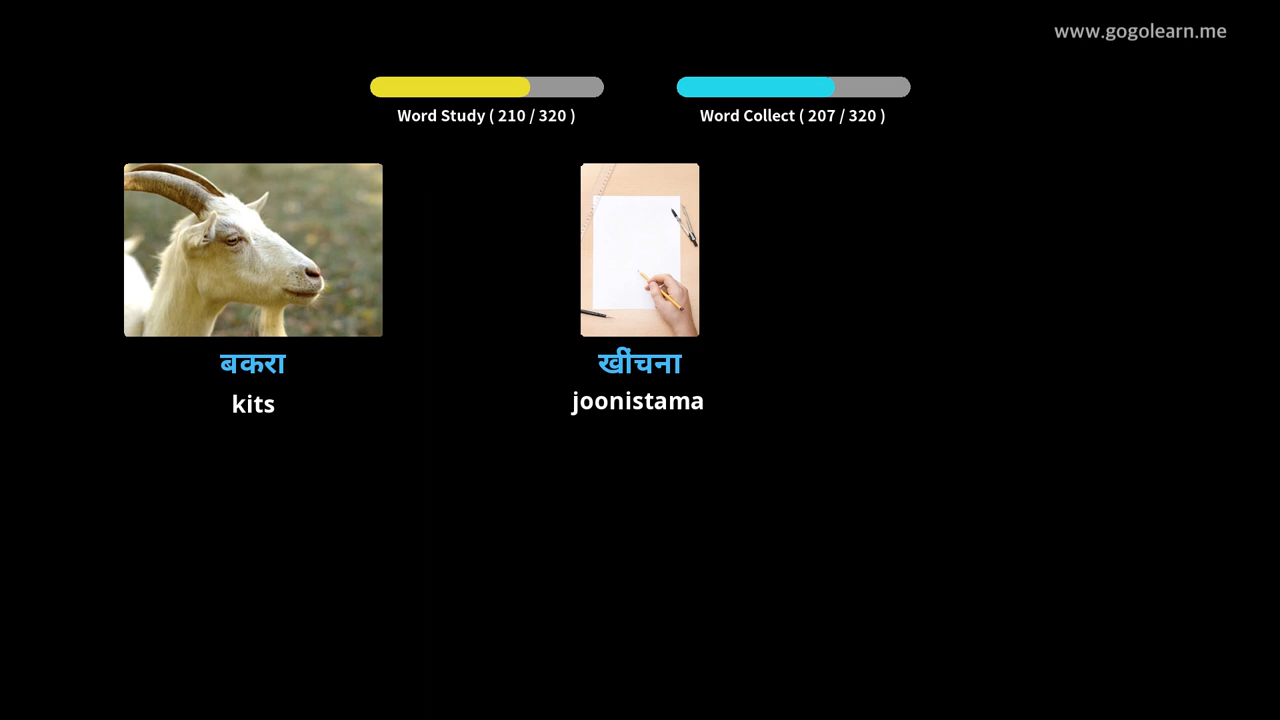 www.gogolearn.me
Word Study ( 210 / 320 )
Word Collect ( 207 / 320 )
बकरा
kits
खींचना
joonistama